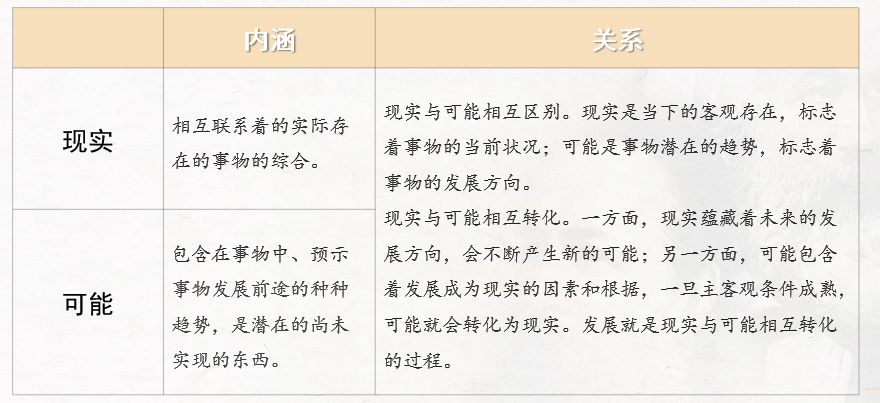 内涵
关系
现实
相互联系着的实际存
在的事物的综合。
现实与可能相互区别。现实是当下的客观存在，标志
着事物的当前状况；可能是事物潜在的趋势，标志着
事物的发展方向。
现实与可能相互转化。一方面，现实蕴藏着未来的发
展方向，会不断产生新的可能；另一方面，可能包含
着发展成为现实的因素和根据，一旦主客观条件成熟，
可能就会转化为现实。发展就是现实与可能相互转化
的过程。
可能
包含在事物中、预示
事物发展前途的种种
趋势，是潜在的尚未
实现的东西。